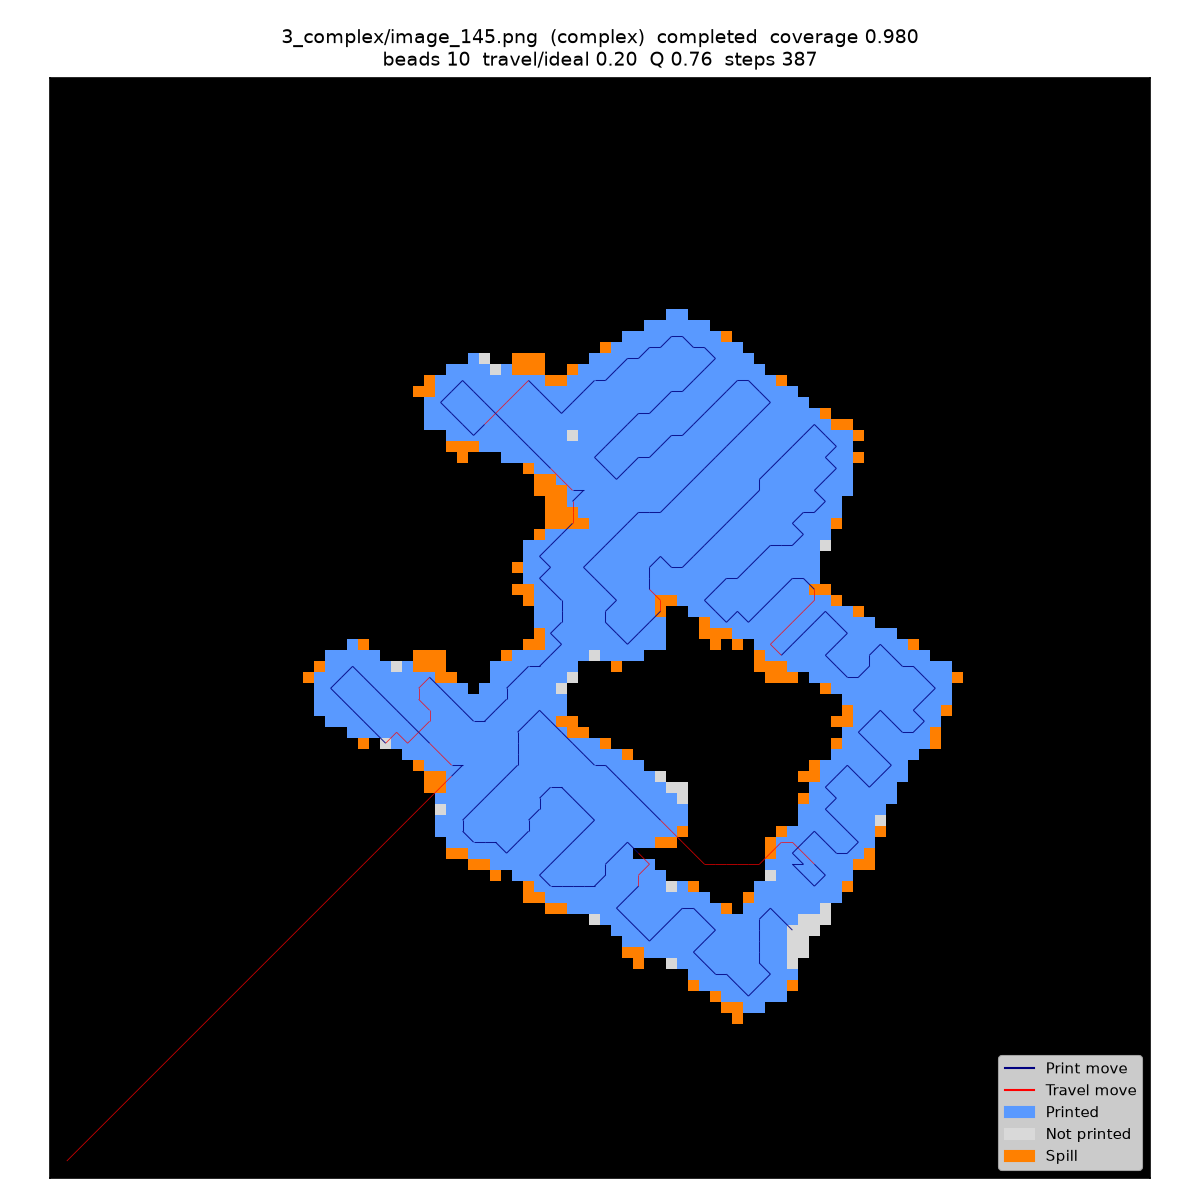 3_complex/image_145.png  (complex)  completed  coverage 0.980
beads 10  travel/ideal 0.20  Q 0.76  steps 387
Print move
Travel move
Printed
Not printed
Spill